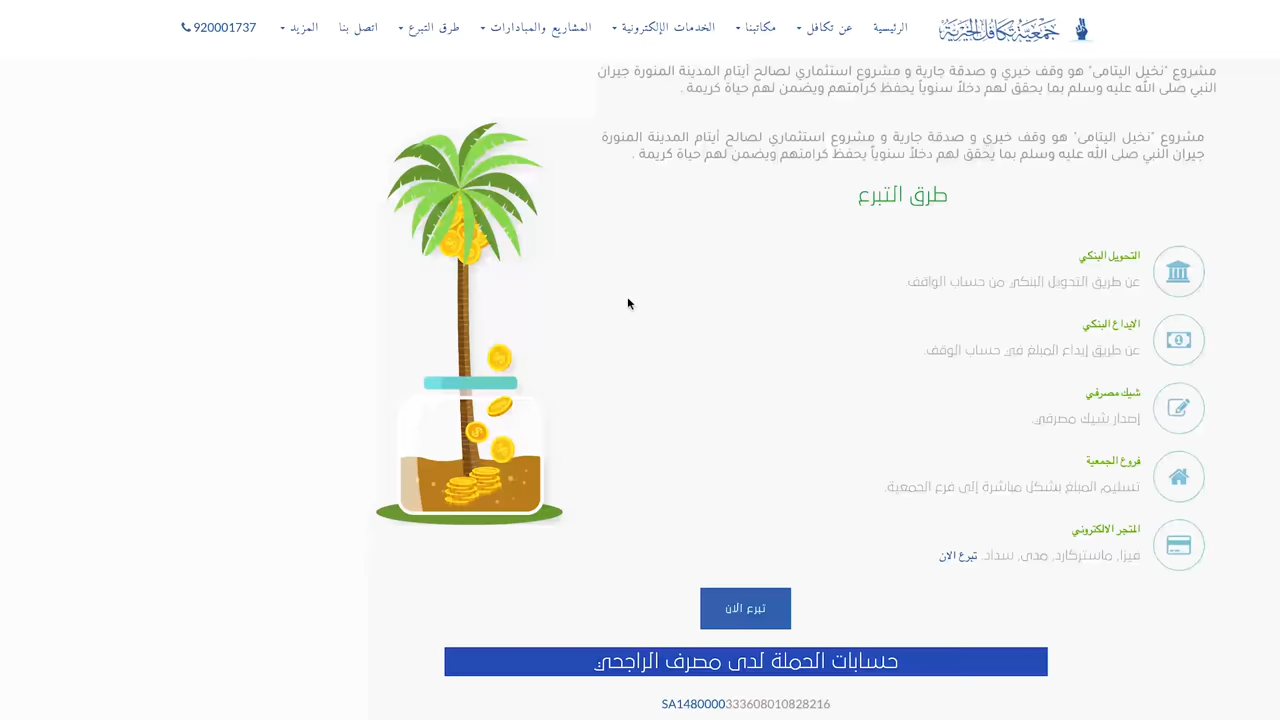 جمعية تكافل الخيرية
الرئيسية عن تكافل مكاتبنا الخدمات الإلكترونية المشاريع والمبادارات طرق التبرع اتصل بنا المزيد 920001737
مشروع "نخيل اليتامى" هو وقف خيري و صدقة جارية و مشروع استثماري لصالح أيتام المدينة المنورة جيران
النبي صلى الله عليه وسلم بما يحقق لهم دخلاً سنوياً يحفظ كرامتهم ويضمن لهم حياة كريمة .
مشروع "نخيل اليتامى" هو وقف خيري و صدقة جارية و مشروع استثماري لصالح أيتام المدينة المنورة
جيران النبي صلى الله عليه وسلم بما يحقق لهم دخلاً سنوياً يحفظ كرامتهم ويضمن لهم حياة كريمة .
طرق التبرع
التحويل البنكي
عن طريق التحويل البنكي من حساب الواقف.
الايداع البنكي
عن طريق إيداع المبلغ في حساب الوقف.
شيك مصرفي
إصدار شيك مصرفي.
فروع الجمعية
تسليم المبلغ بشكل مباشرة إلى فرع الجمعية.
المتجر الالكتروني
فيزا, ماستركارد, مدى, سداد. تبرع الان
تبرع الان
حسابات الحملة لدى مصرف الراجحي
SA1480000333608010828216